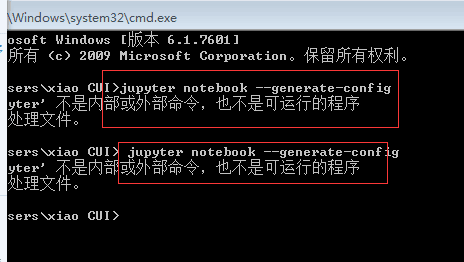 \Windows\system32\cmd.exe
osoft Windows [版本 6.1.7601]
所有 (c) 2009 Microsoft Corporation。保留所有权利。
sers\xiao CUI>jupyter notebook --generate-config
yter' 不是内部或外部命令，也不是可运行的程序
处理文件。
sers\xiao CUI> jupyter notebook --generate-config
yter' 不是内部或外部命令，也不是可运行的程序
处理文件。
sers\xiao CUI>